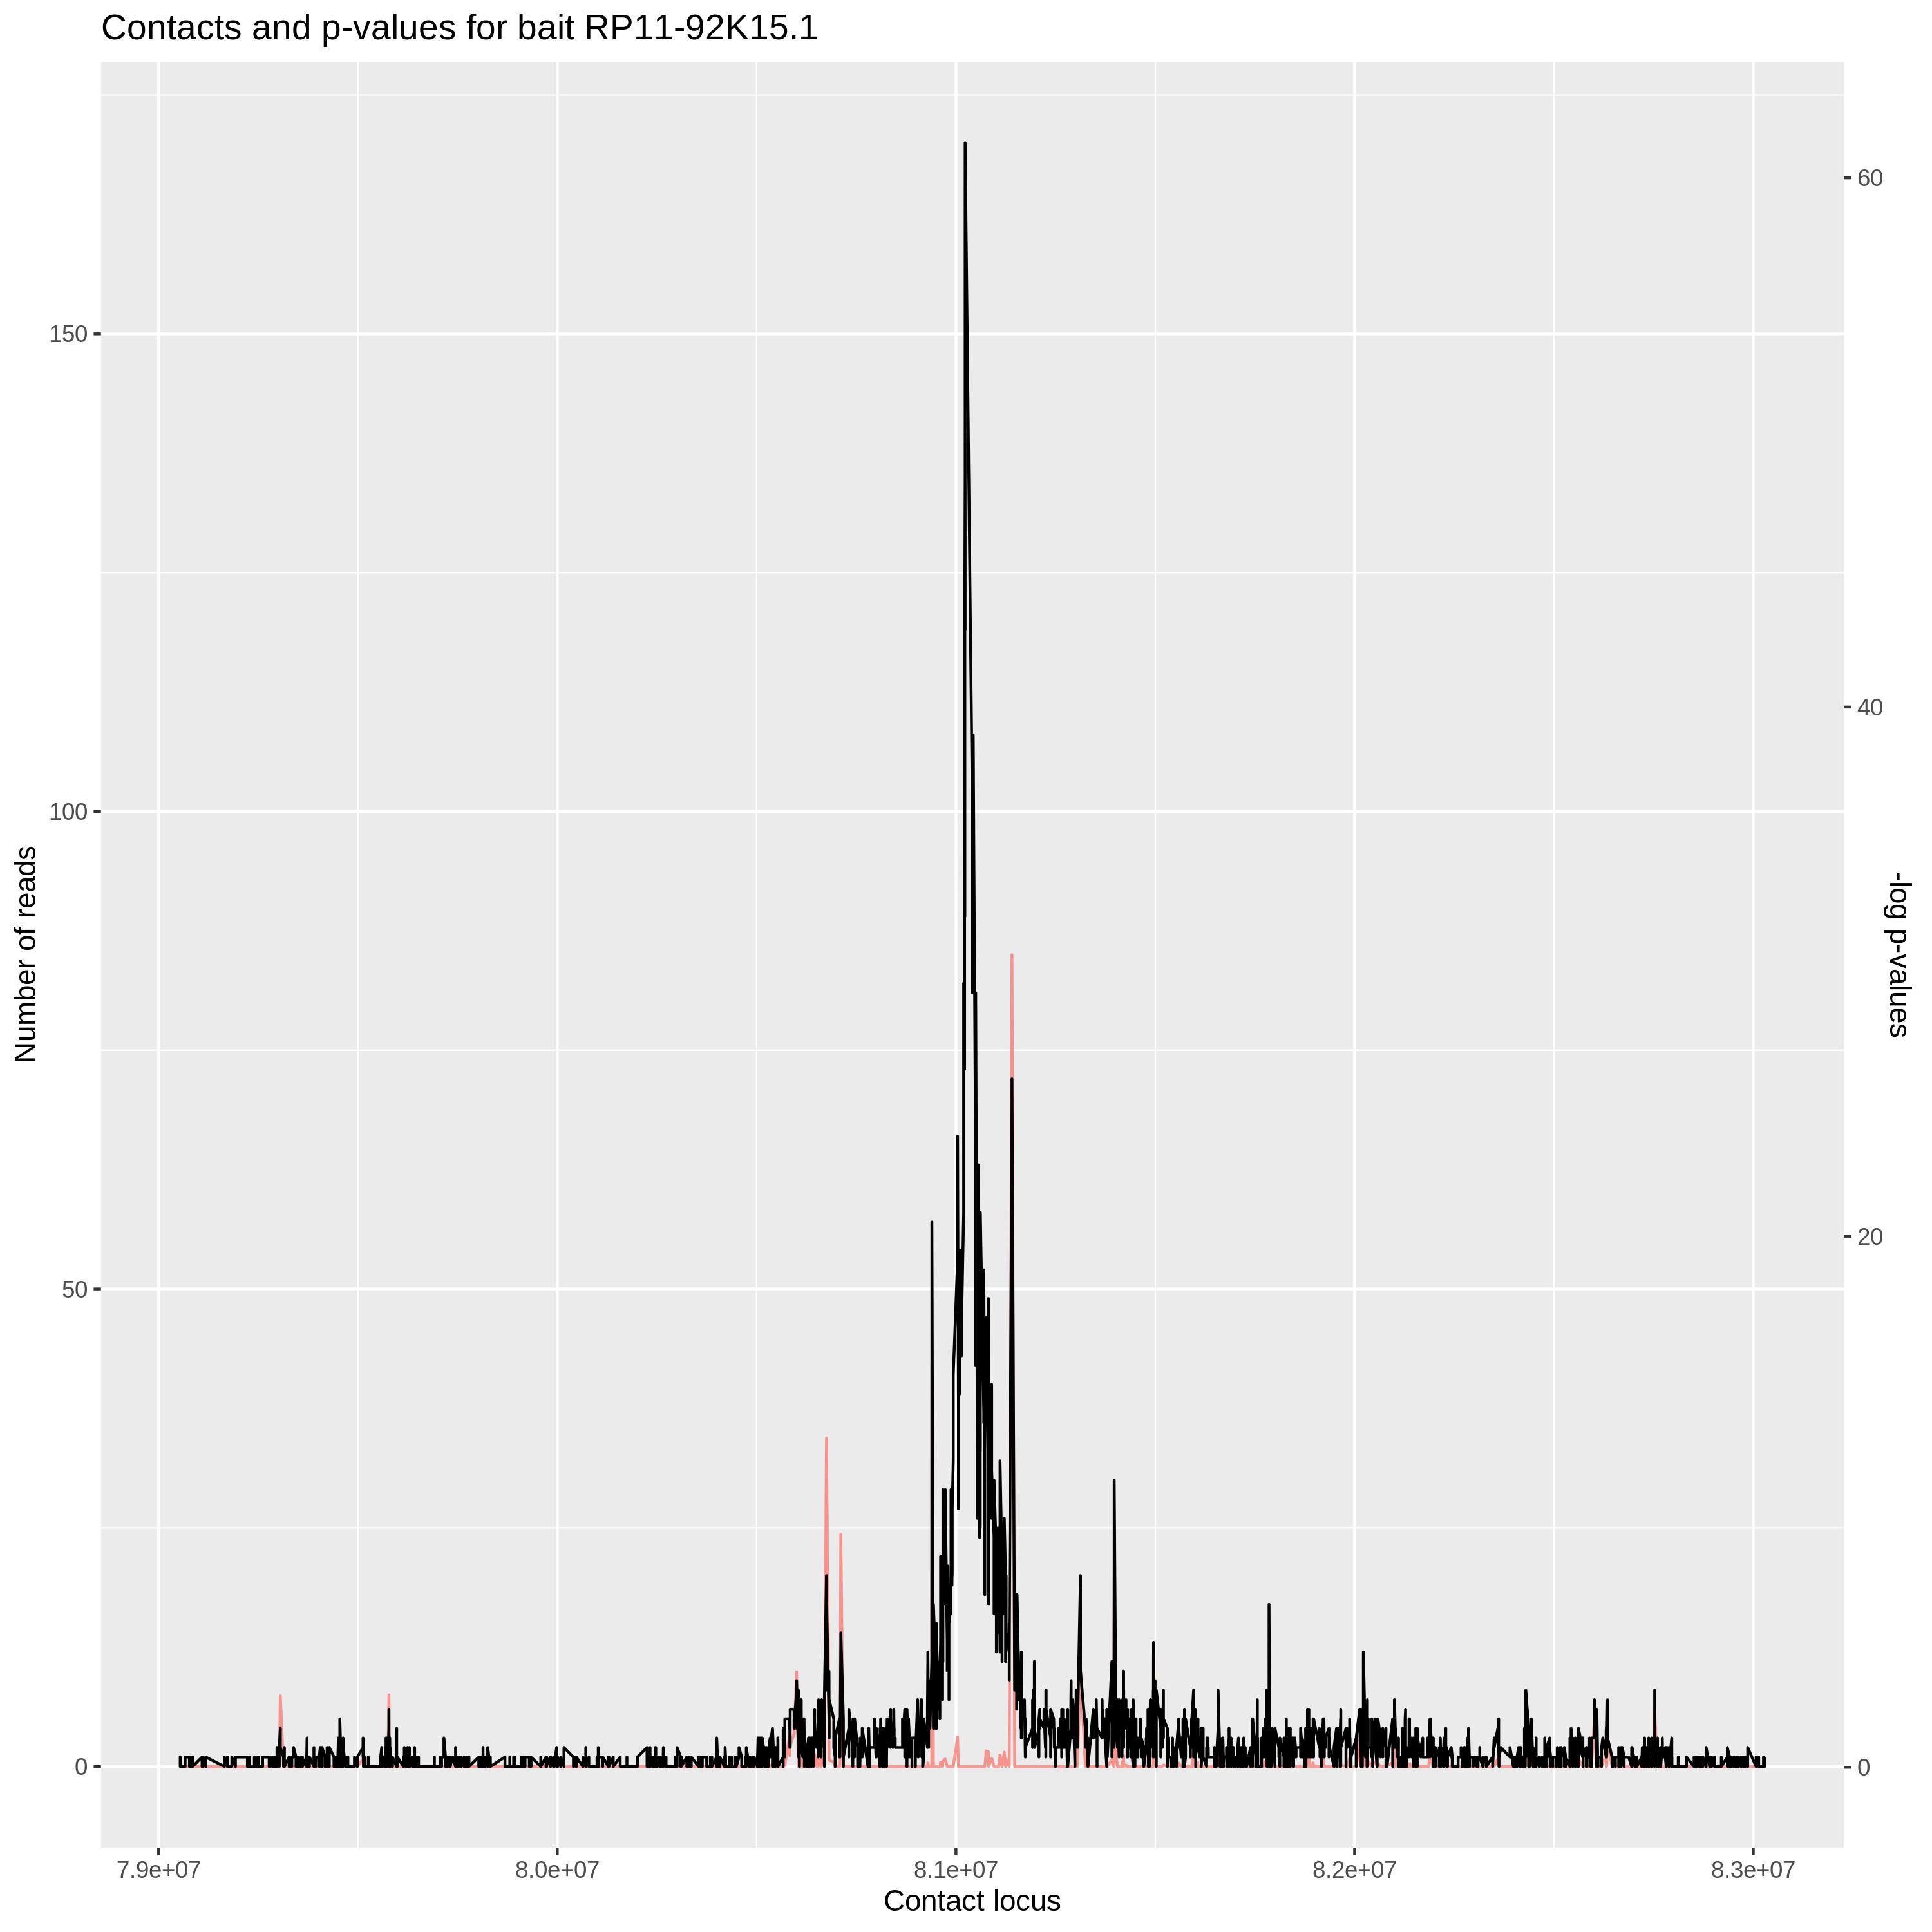 Contacts and p-values for bait RP11-92K15.1
150
100
50
0
Number of reads
60
40
20
0
-log p-values
7.9e+07
8.0e+07
8.1e+07
8.2e+07
8.3e+07
Contact locus